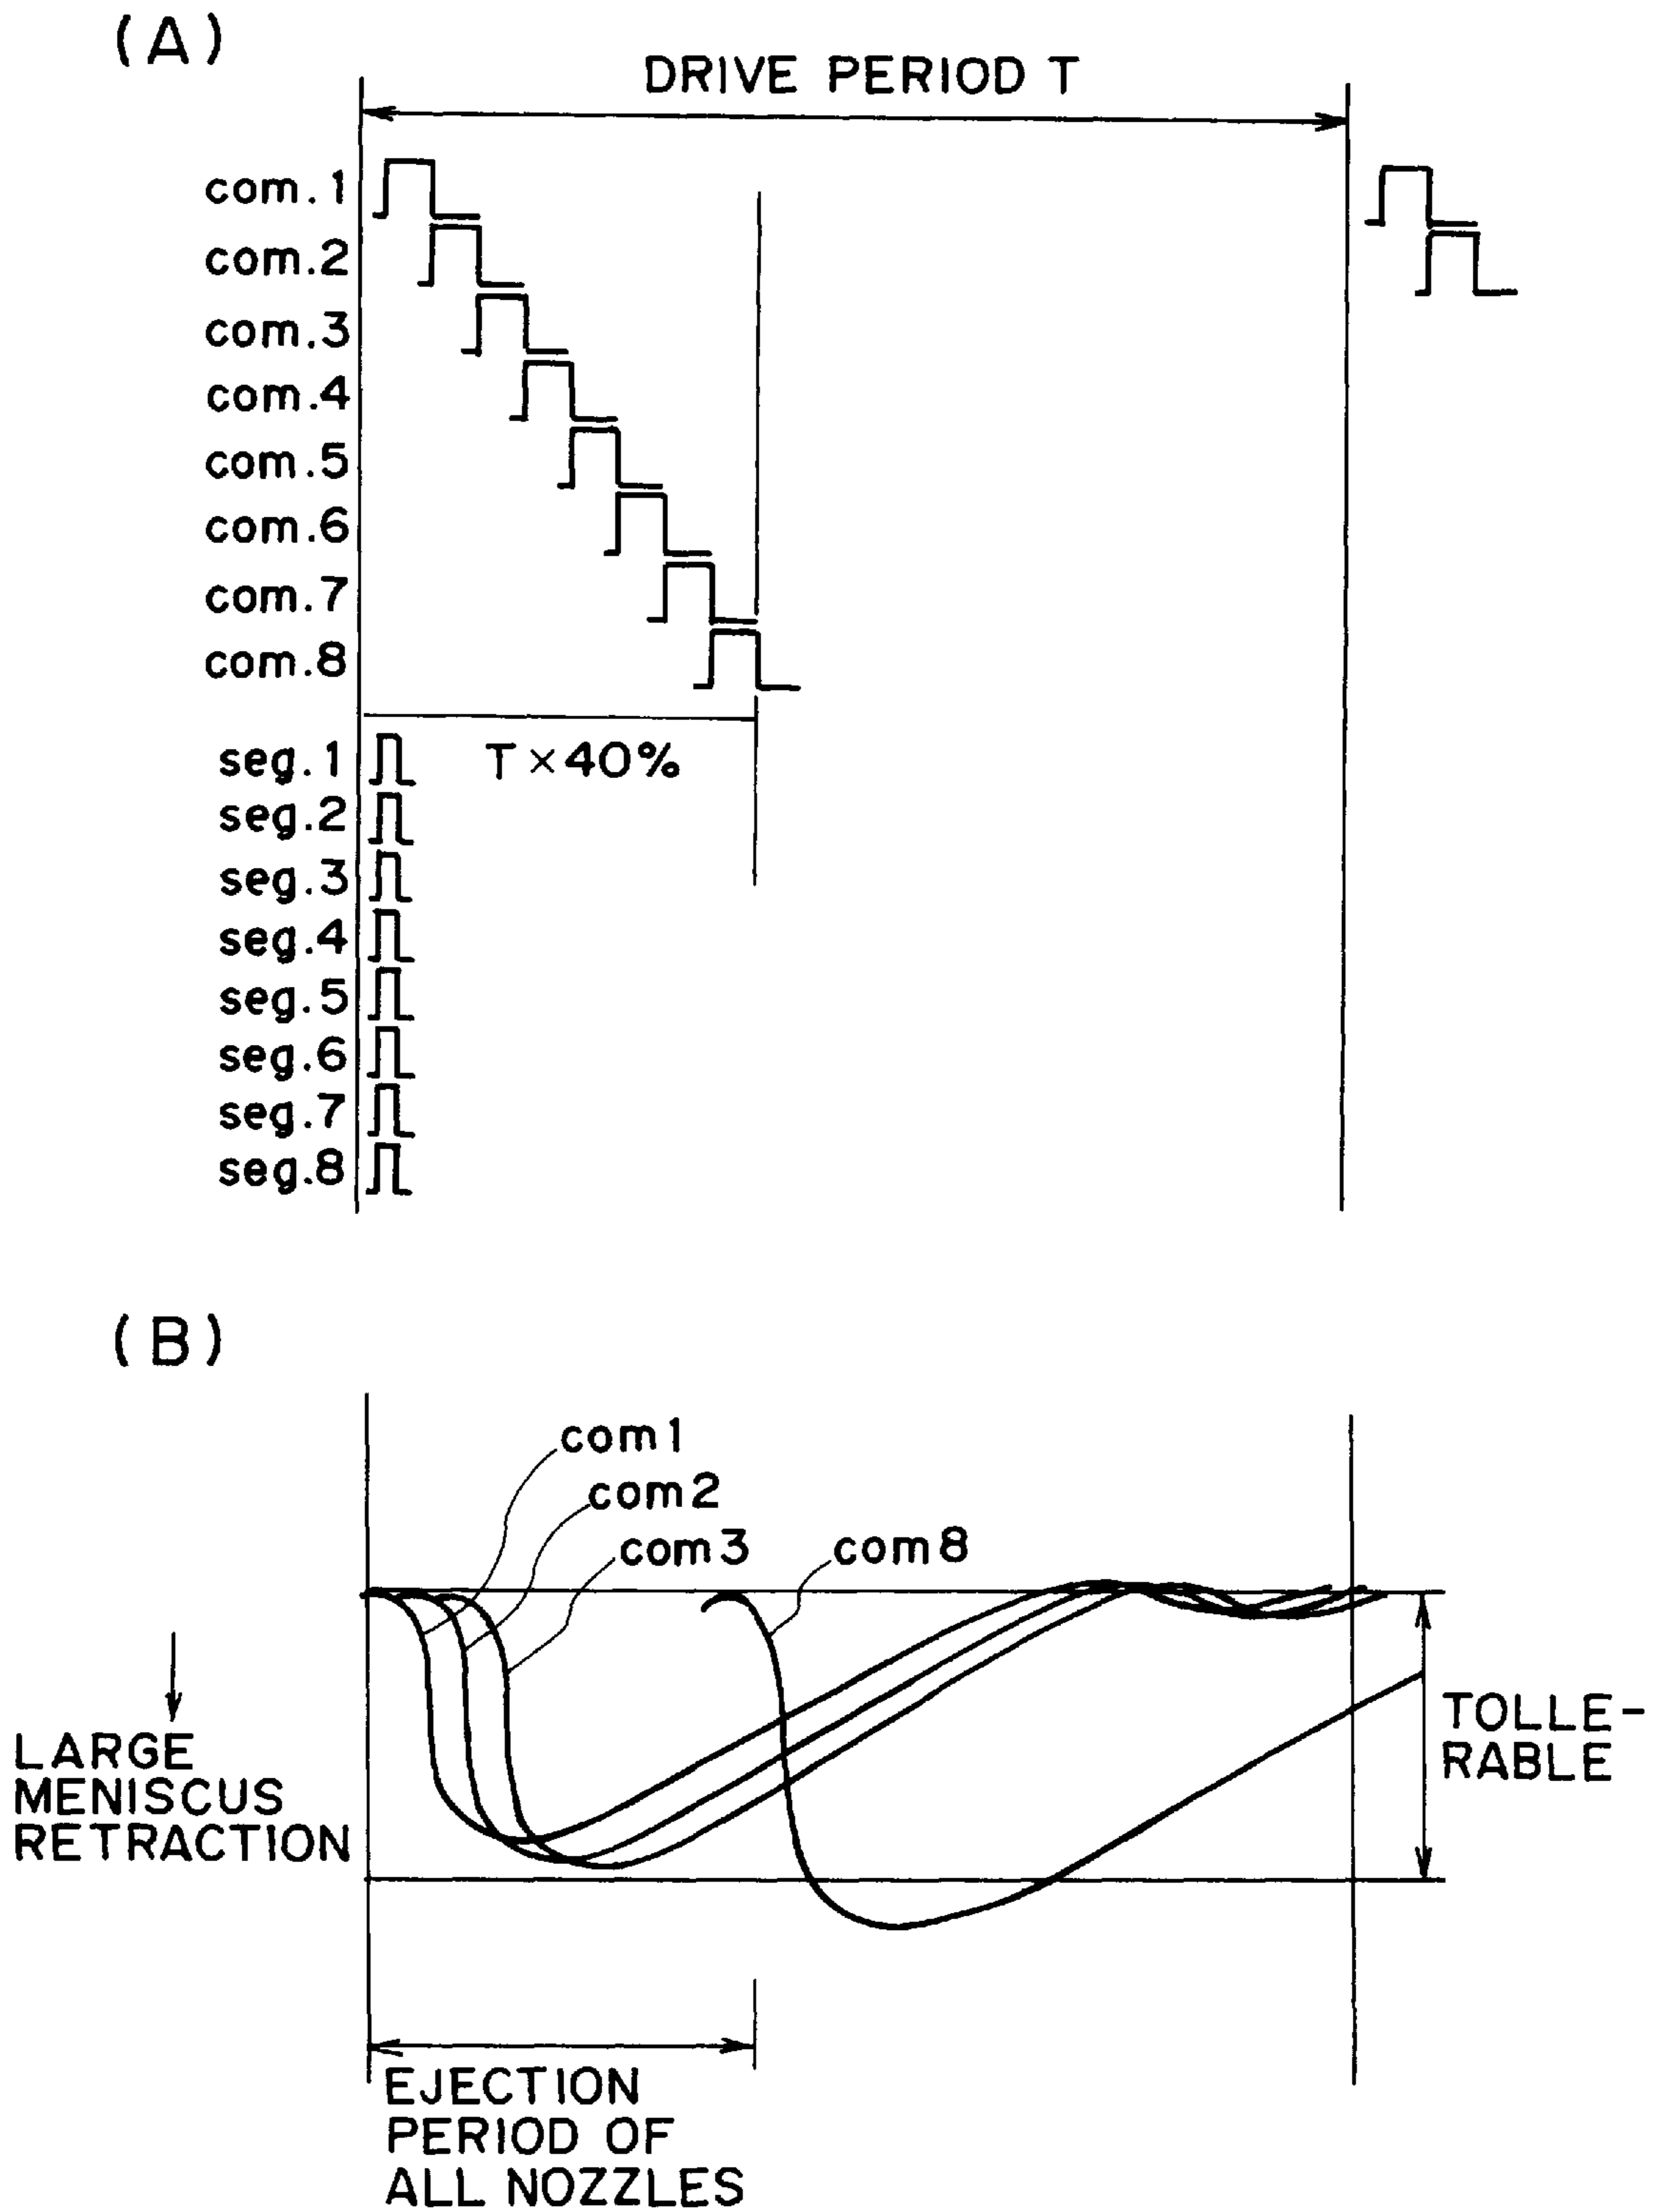 (A)
DRIVE PERIOD T
com.1
com.2
com.3
com.4
com.5
com.6
com.7
com.8
T×40%
seg.1
seg.2
seg.3
seg.4
seg.5
seg.6
seg.7
seg.8
(B)
com1
com2
com3
com8
LARGE
MENISCUS
RETRACTION
TOLLE-
RABLE
EJECTION
PERIOD OF
ALL NOZZLES